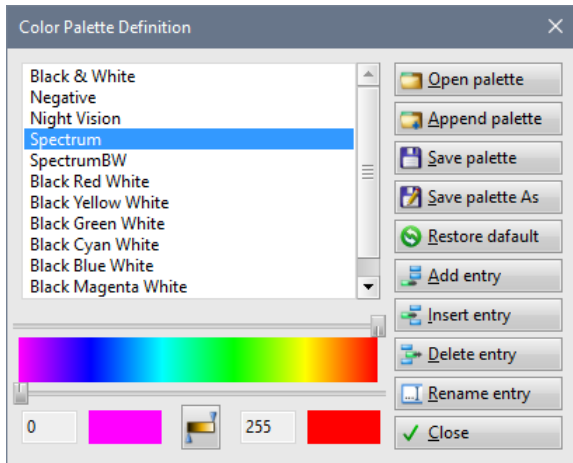 Color Palette Definition
Black & White
Negative
Night Vision
Spectrum
SpectrumBW
Black Red White
Black Yellow White
Black Green White
Black Cyan White
Black Blue White
Black Magenta White
0
255
Open palette
Append palette
Save palette
Save palette As
Restore dafault
Add entry
Insert entry
Delete entry
Rename entry
Close